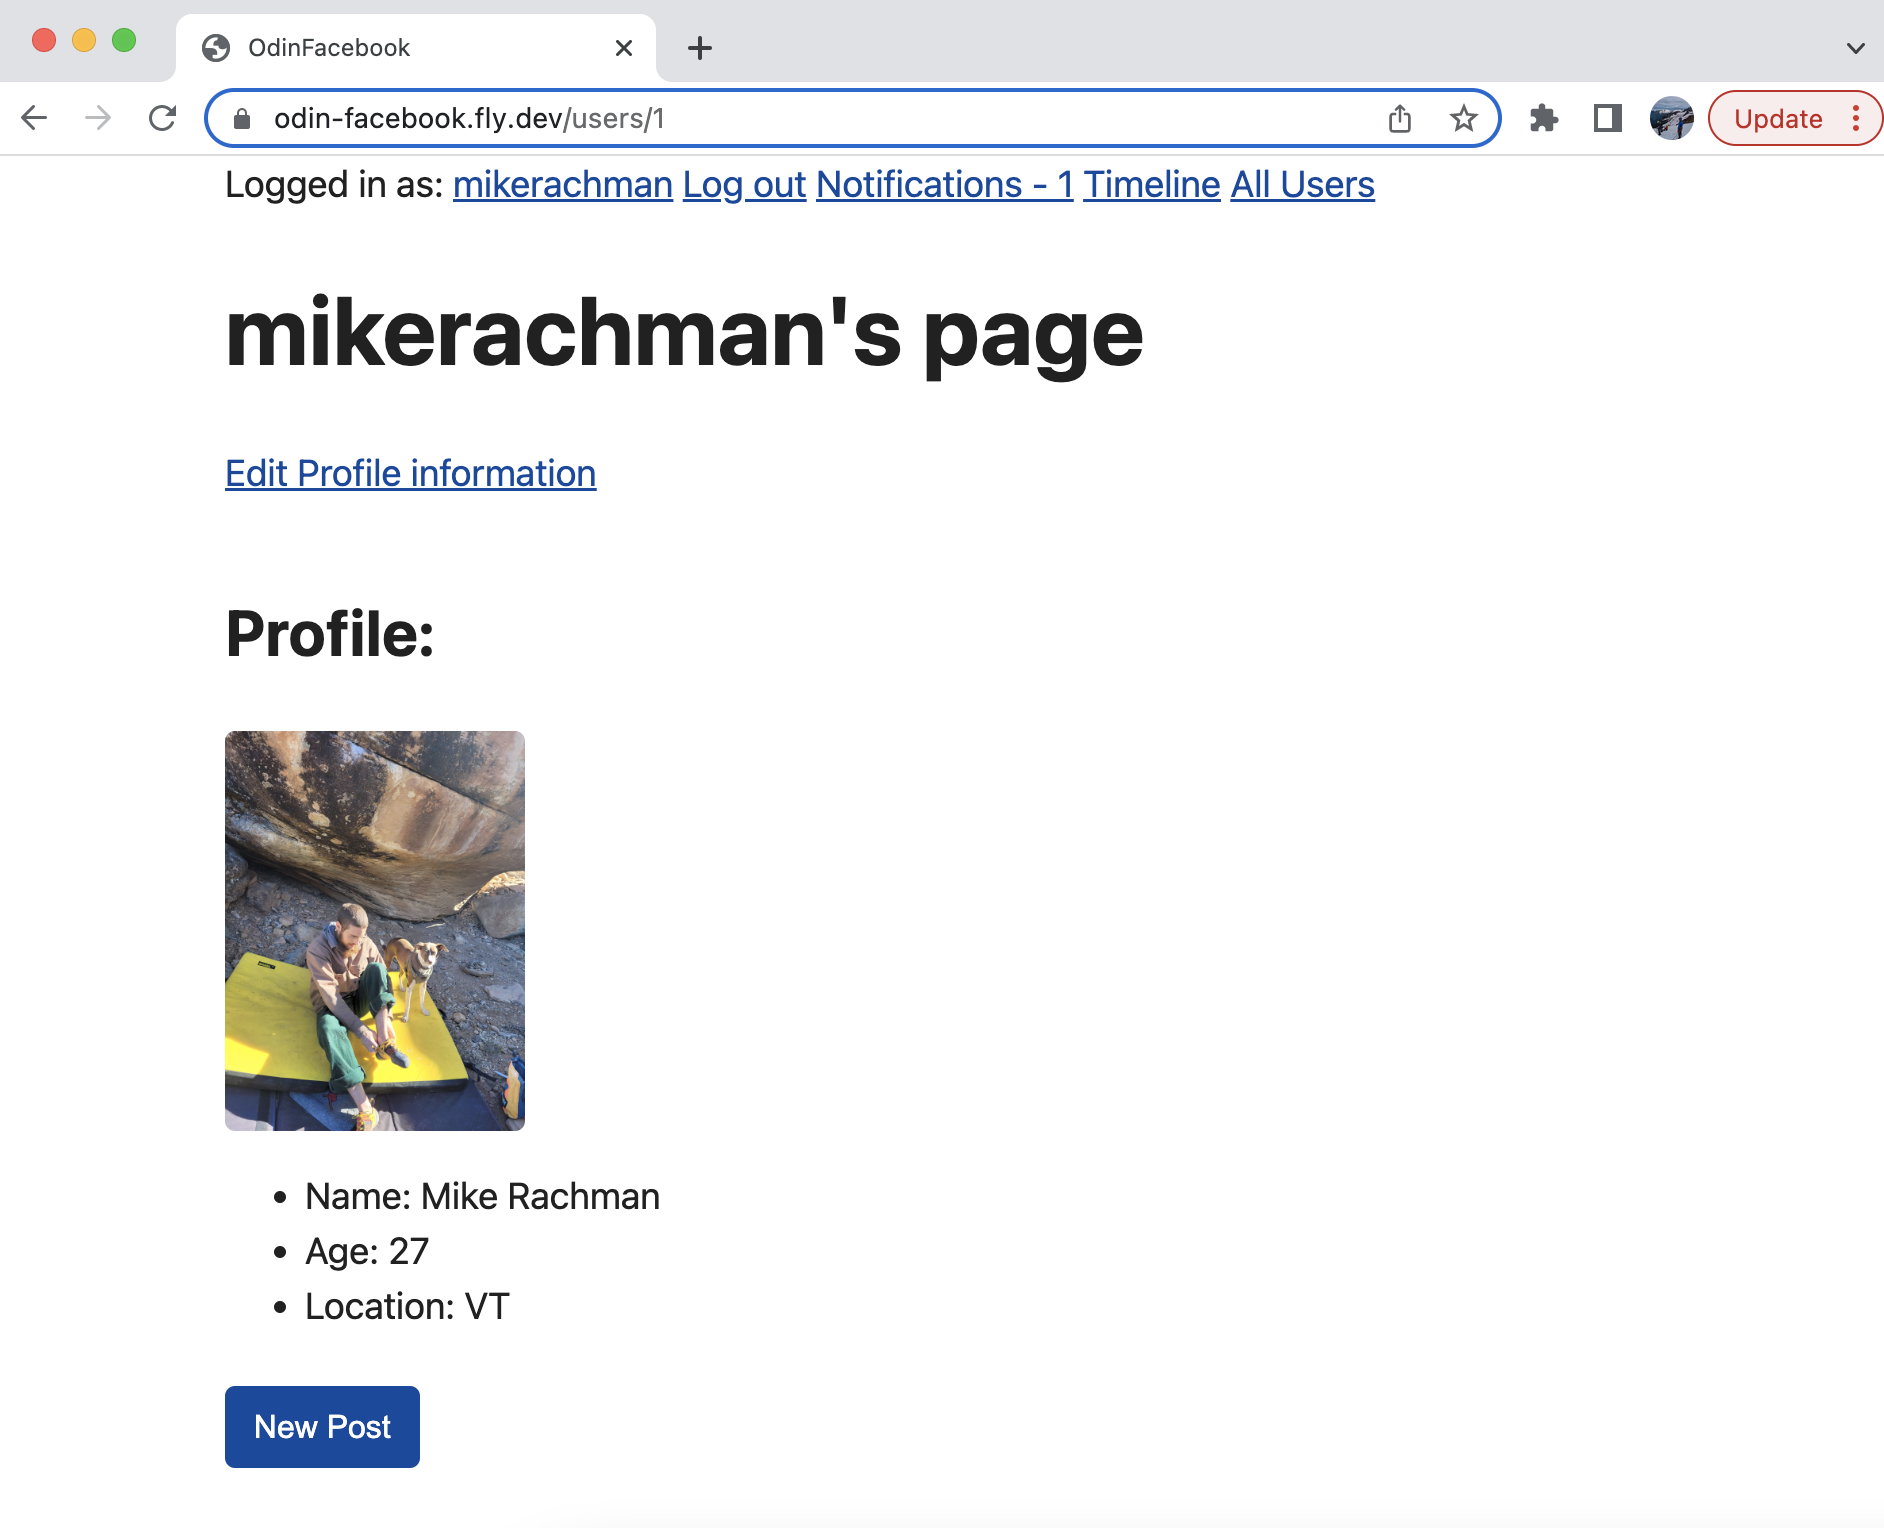 OdinFacebook
odin-facebook.fly.dev/users/1
Update
Logged in as: mikerachman Log out Notifications - 1 Timeline All Users
mikerachman's page
Edit Profile information
Profile:
Name: Mike Rachman
Age: 27
Location: VT
New Post